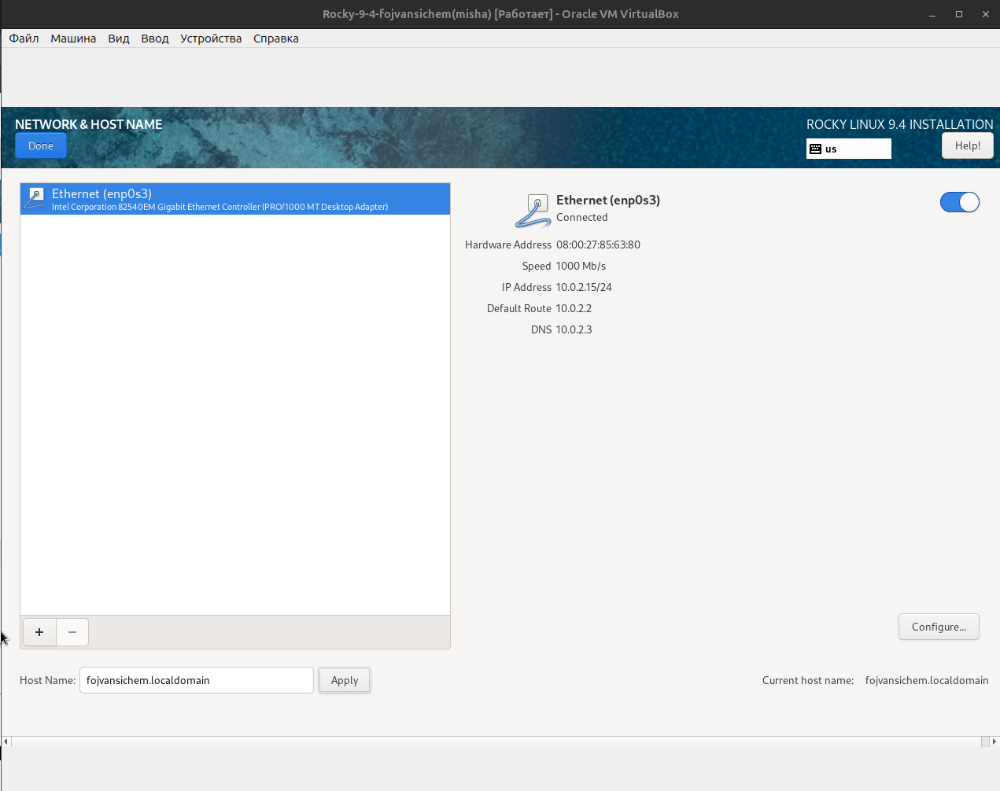 Rocky-9-4-fojvansichem(misha) [Работает] - Oracle VM VirtualBox
Файл Машина Вид Ввод Устройства Справка
NETWORK & HOST NAME
Done
ROCKY LINUX 9.4 INSTALLATION
us
Help!
Ethernet (enp0s3)
Intel Corporation 82540EM Gigabit Ethernet Controller (PRO/1000 MT Desktop Adapter)
Ethernet (enp0s3)
Connected
Hardware Address 08:00:27:85:63:80
Speed 1000 Mb/s
IP Address 10.0.2.15/24
Default Route 10.0.2.2
DNS 10.0.2.3
+ −
Configure...
Host Name: fojvansichem.localdomain Apply
Current host name: fojvansichem.localdomain